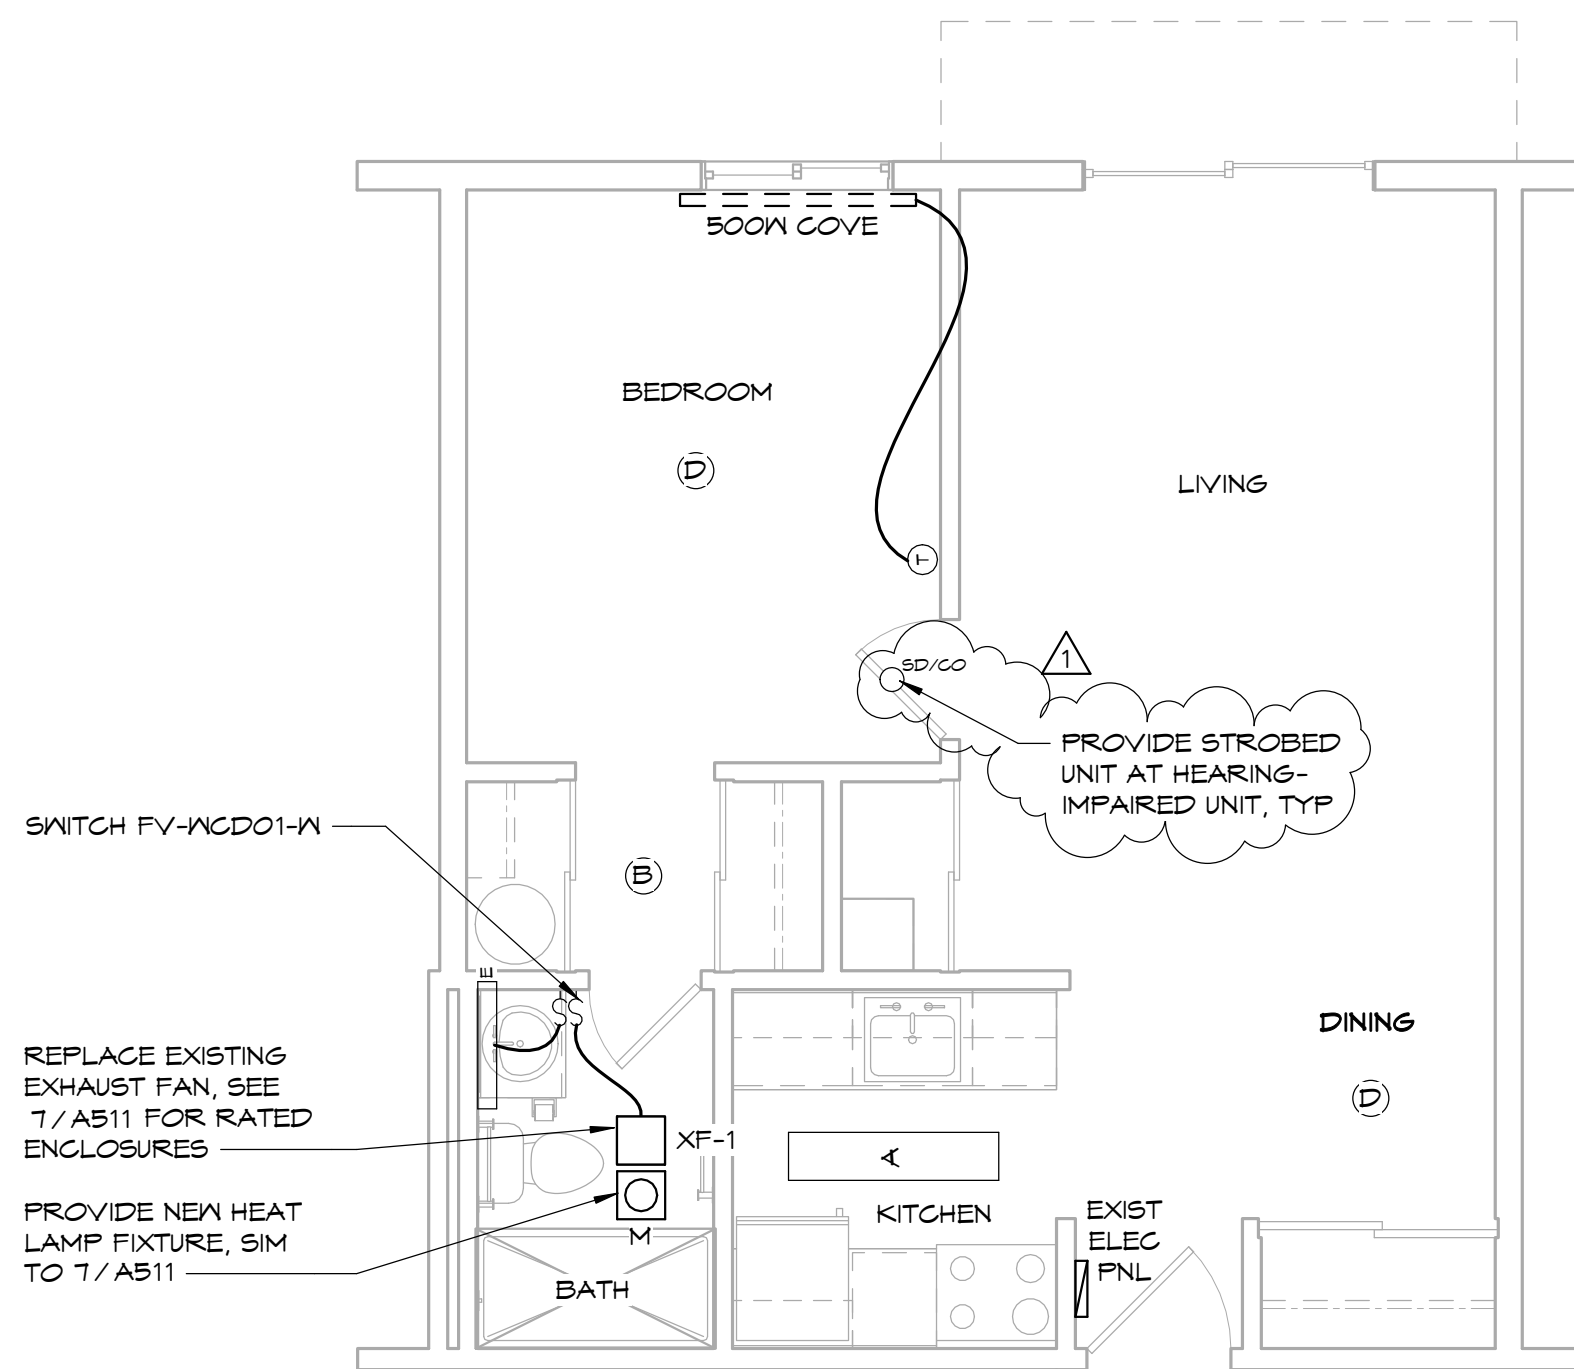 500W COVE
BEDROOM
D
LIVING
T
SD/CO
1
PROVIDE STROBED
UNIT AT HEARING-
IMPAIRED UNIT, TYP
SWITCH FV-WCD01-W
B
E
S S
DINING
D
REPLACE EXISTING
EXHAUST FAN, SEE
7/A511 FOR RATED
ENCLOSURES
XF-1
A
PROVIDE NEW HEAT
LAMP FIXTURE, SIM
TO 7/A511
M
KITCHEN
EXIST
ELEC
PNL
BATH